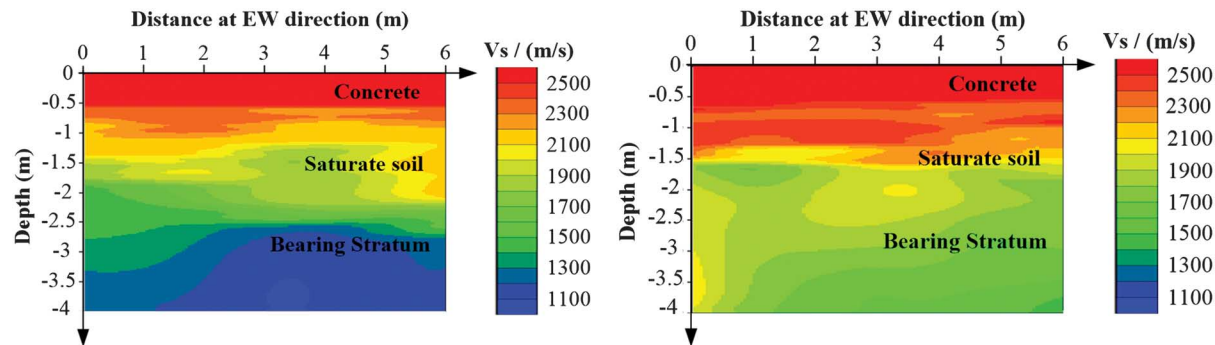 Distance at EW direction (m)
0 1 2 3 4 5 6
Vs / (m/s)
0
-0.5
-1
-1.5
-2
-2.5
-3
-3.5
-4
Depth (m)
Concrete
Saturate soil
Bearing Stratum
2500
2300
2100
1900
1700
1500
1300
1100
Distance at EW direction (m)
0 1 2 3 4 5 6
Vs / (m/s)
0
-0.5
-1
-1.5
-2
-2.5
-3
-3.5
-4
Depth (m)
Concrete
Saturate soil
Bearing Stratum
2500
2300
2100
1900
1700
1500
1300
1100